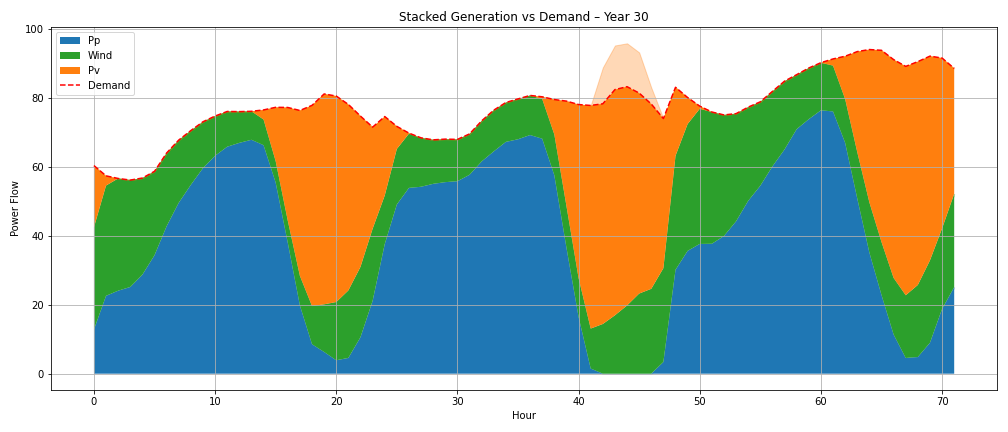 Stacked Generation vs Demand – Year 30
Pp
Wind
Pv
Demand
Power Flow
100
80
60
40
20
0
0 10 20 30 40 50 60 70
Hour